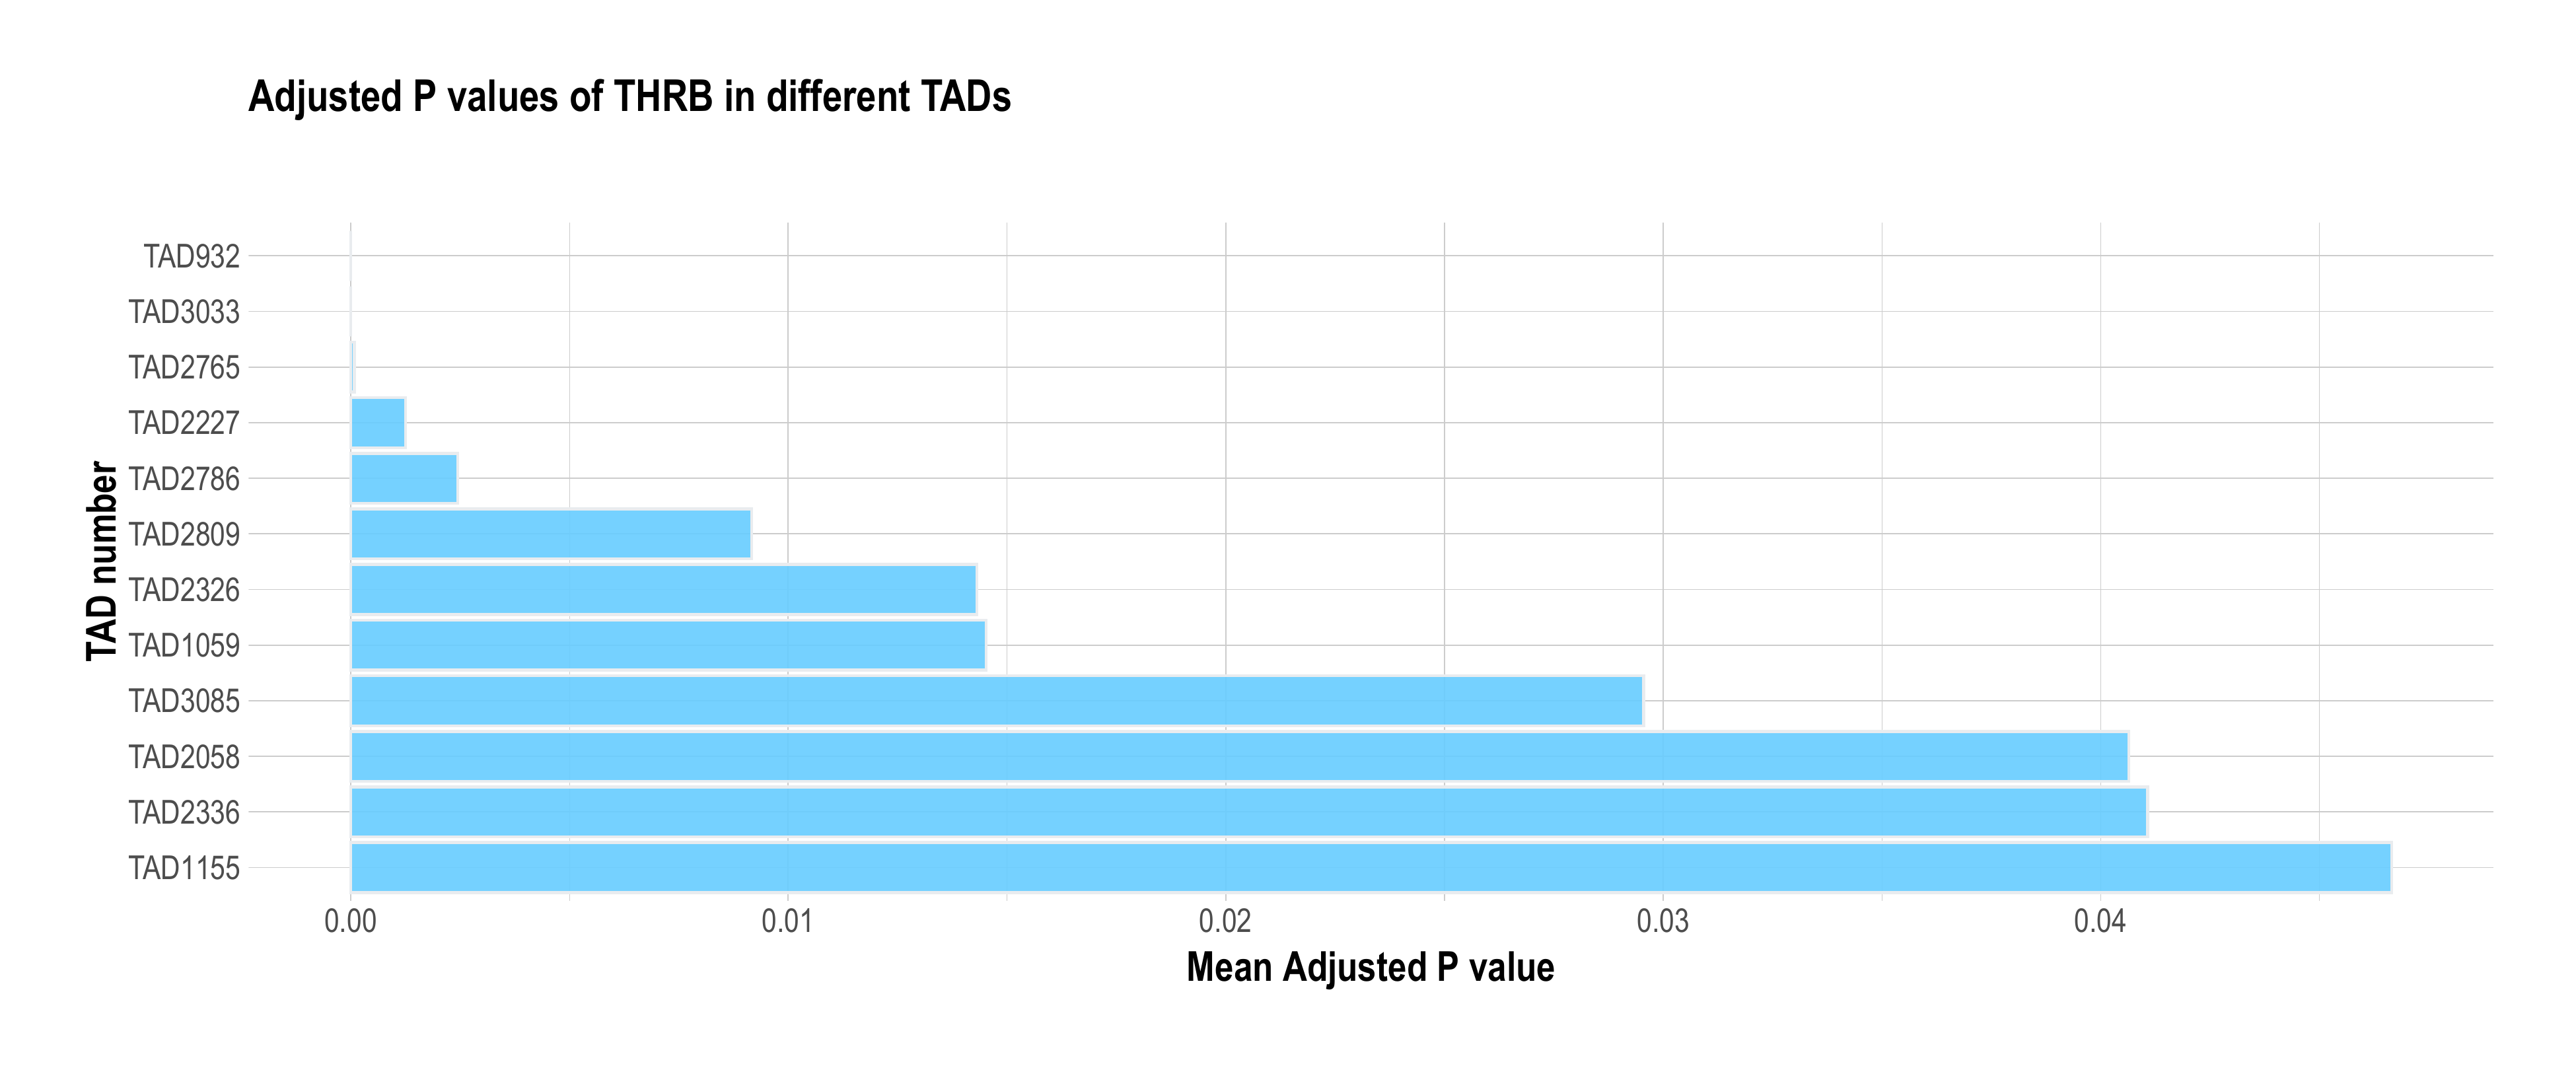 Adjusted P values of THRB in different TADs
TAD number
TAD932
TAD3033
TAD2765
TAD2227
TAD2786
TAD2809
TAD2326
TAD1059
TAD3085
TAD2058
TAD2336
TAD1155
0.00 0.01 0.02 0.03 0.04
Mean Adjusted P value